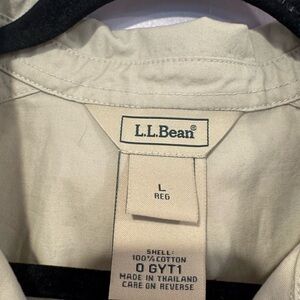 L.L.Bean®
L
REG
SHELL:
100% COTTON
0 GYT1
MADE IN THAILAND
CARE ON REVERSE